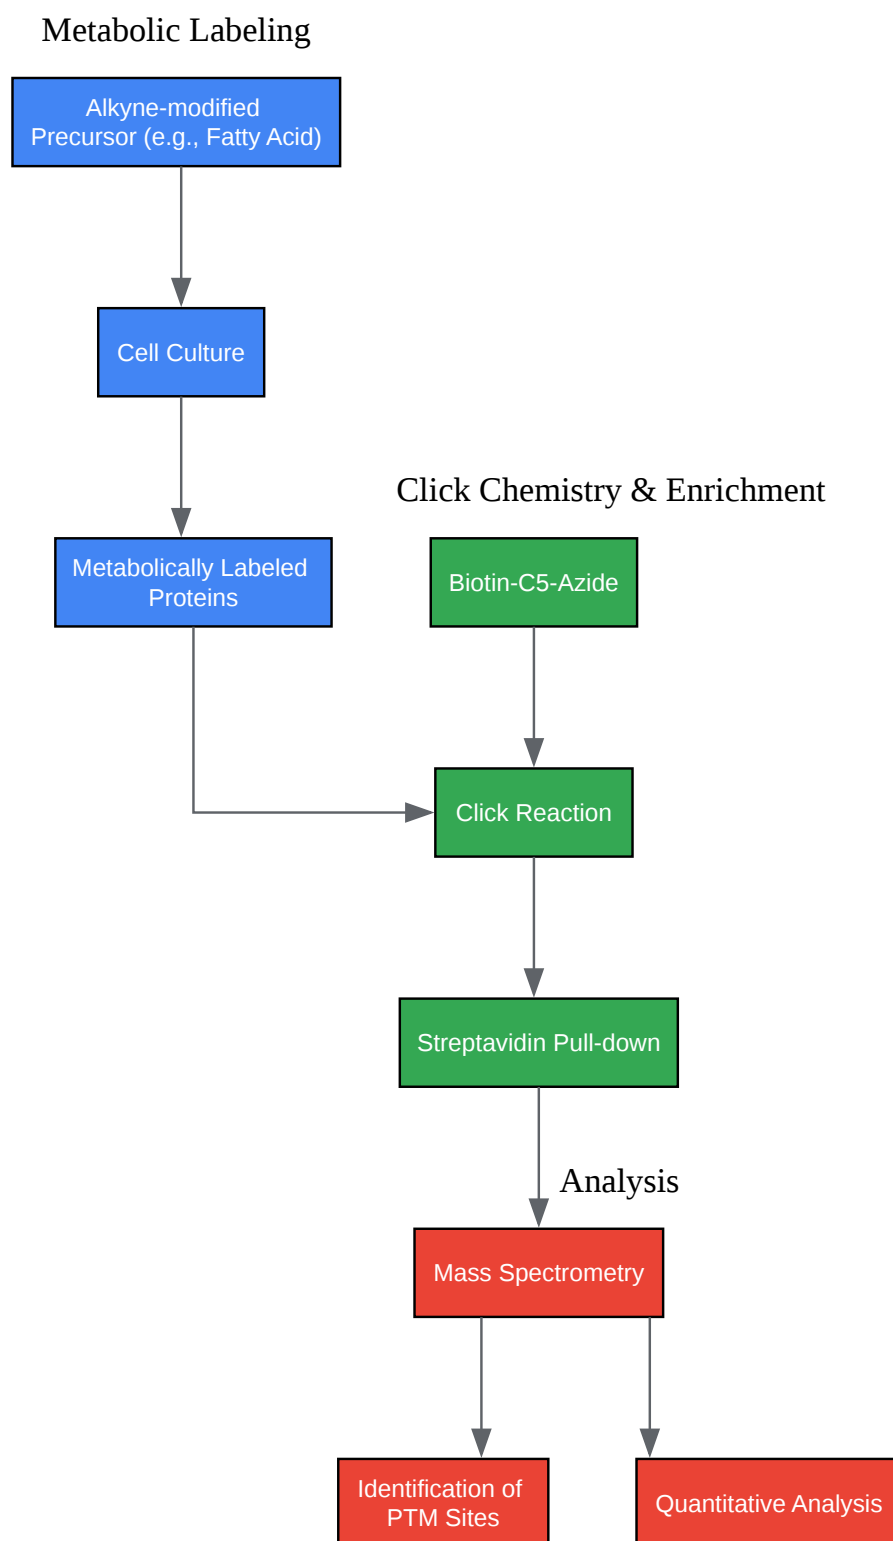 Metabolic Labeling
Alkyne-modified
Precursor (e.g., Fatty Acid)
Cell Culture
Metabolically Labeled
Proteins
Click Chemistry & Enrichment
Biotin-C5-Azide
Click Reaction
Streptavidin Pull-down
Analysis
Mass Spectrometry
Identification of
PTM Sites
Quantitative Analysis